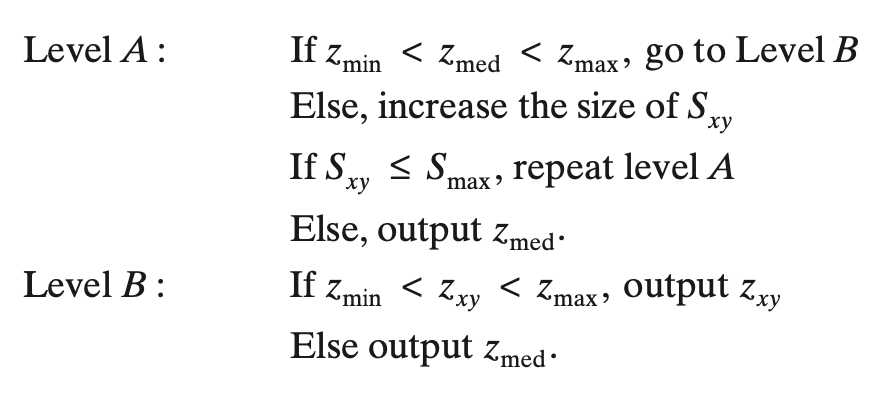 Level A : If z_min < z_med < z_max, go to Level B
Else, increase the size of S_xy
If S_xy ≤ S_max, repeat level A
Else, output z_med.
Level B : If z_min < z_xy < z_max, output z_xy
Else output z_med.